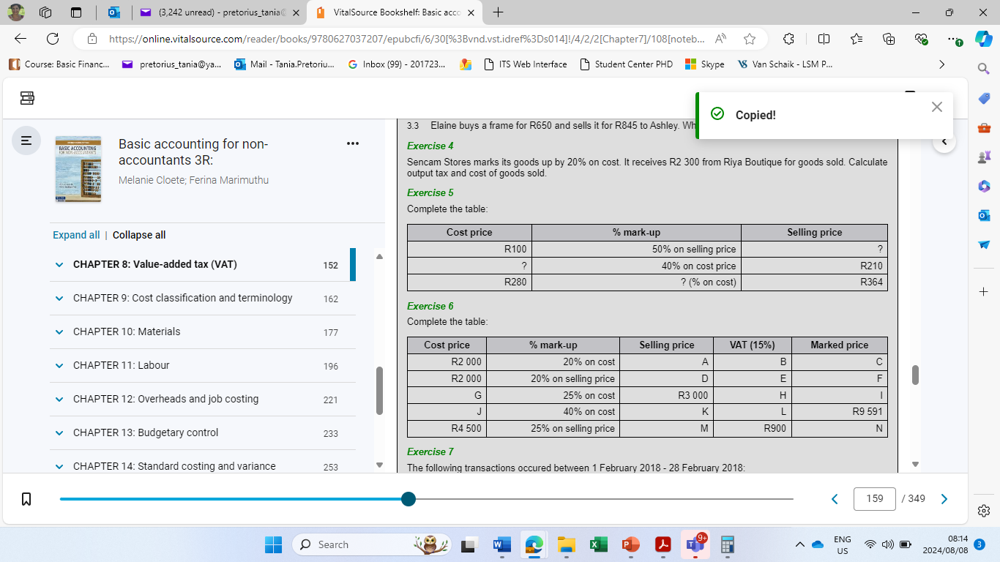 (3,242 unread) - pretorius_tania@
VitalSource Bookshelf: Basic acco
https://online.vitalsource.com/reader/books/9780627037207/epubcfi/6/30[%3Bvnd.vst.idref%3Ds014]!/4/2/2[Chapter7]/108[noteb...
Course: Basic Financ...
pretorius_tania@ya...
Mail - Tania.Pretoriu...
Inbox (99) - 201723...
ITS Web Interface
Student Center PHD
Skype
Van Schaik - LSM P...
Copied!
Basic accounting for non-
accountants 3R:
Melanie Cloete; Ferina Marimuthu
BASIC ACCOUNTING
FOR NON-ACCOUNTANTS
Expand all | Collapse all
CHAPTER 8: Value-added tax (VAT) 152
CHAPTER 9: Cost classification and terminology 162
CHAPTER 10: Materials 177
CHAPTER 11: Labour 196
CHAPTER 12: Overheads and job costing 221
CHAPTER 13: Budgetary control 233
CHAPTER 14: Standard costing and variance 253
3.3 Elaine buys a frame for R650 and sells it for R845 to Ashley. Wh
Exercise 4
Sencam Stores marks its goods up by 20% on cost. It receives R2 300 from Riya Boutique for goods sold. Calculate
output tax and cost of goods sold.
Exercise 5
Complete the table:
Cost price % mark-up Selling price
R100 50% on selling price ?
? 40% on cost price R210
R280 ? (% on cost) R364
Exercise 6
Complete the table:
Cost price % mark-up Selling price VAT (15%) Marked price
R2 000 20% on cost A B C
R2 000 20% on selling price D E F
G 25% on cost R3 000 H I
J 40% on cost K L R9 591
R4 500 25% on selling price M R900 N
Exercise 7
The following transactions occured between 1 February 2018 - 28 February 2018:
159 / 349
Search
9+
ENG
US
08:14
2024/08/08
3